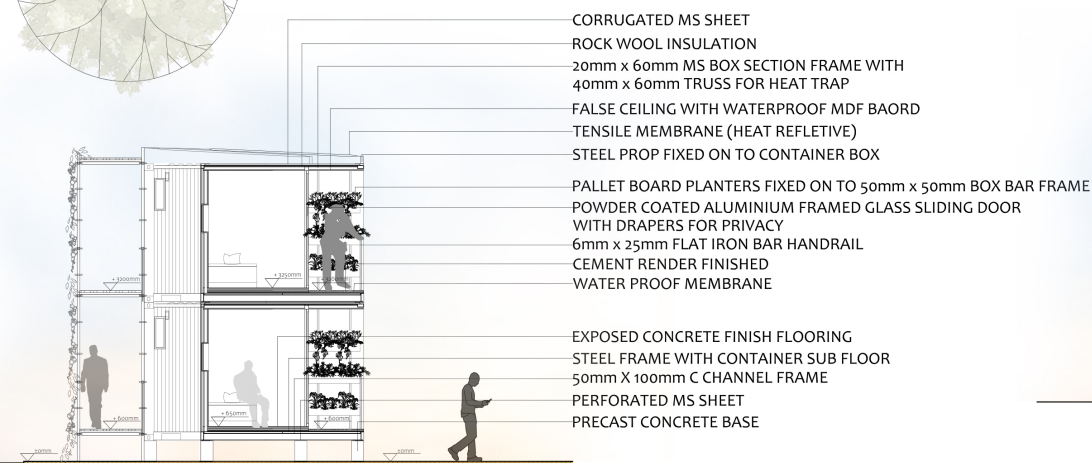 CORRUGATED MS SHEET
ROCK WOOL INSULATION
20mm x 60mm MS BOX SECTION FRAME WITH
40mm x 60mm TRUSS FOR HEAT TRAP
FALSE CEILING WITH WATERPROOF MDF BAORD
TENSILE MEMBRANE (HEAT REFLETIVE)
STEEL PROP FIXED ON TO CONTAINER BOX
PALLET BOARD PLANTERS FIXED ON TO 50mm x 50mm BOX BAR FRAME
POWDER COATED ALUMINIUM FRAMED GLASS SLIDING DOOR
WITH DRAPERS FOR PRIVACY
6mm x 25mm FLAT IRON BAR HANDRAIL
CEMENT RENDER FINISHED
WATER PROOF MEMBRANE
+ 3200mm
+ 3250mm
EXPOSED CONCRETE FINISH FLOORING
STEEL FRAME WITH CONTAINER SUB FLOOR
50mm X 100mm C CHANNEL FRAME
PERFORATED MS SHEET
PRECAST CONCRETE BASE
+ 600mm
+ 650mm
+ 600mm
50mm
50mm